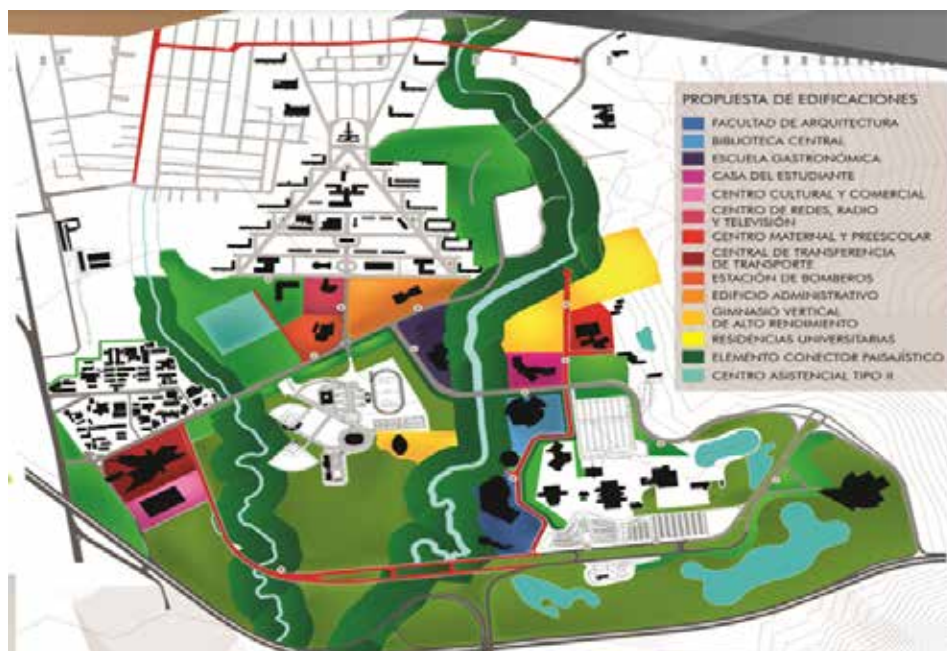 PROPUESTA DE EDIFICACIONES
FACULTAD DE ARQUITECTURA
BIBLIOTECA CENTRAL
ESCUELA GASTRONÓMICA
CASA DEL ESTUDIANTE
CENTRO CULTURAL Y COMERCIAL
CENTRO DE REDES, RADIO
Y TELEVISIÓN
CENTRO MATERNAL Y PREESCOLAR
CENTRAL DE TRANSFERENCIA
DE TRANSPORTE
ESTACIÓN DE BOMBEROS
EDIFICIO ADMINISTRATIVO
GIMNASIO VERTICAL
DE ALTO RENDIMIENTO
RESIDENCIAS UNIVERSITARIAS
ELEMENTO CONECTOR PAISAJÍSTICO
CENTRO ASISTENCIAL TIPO II